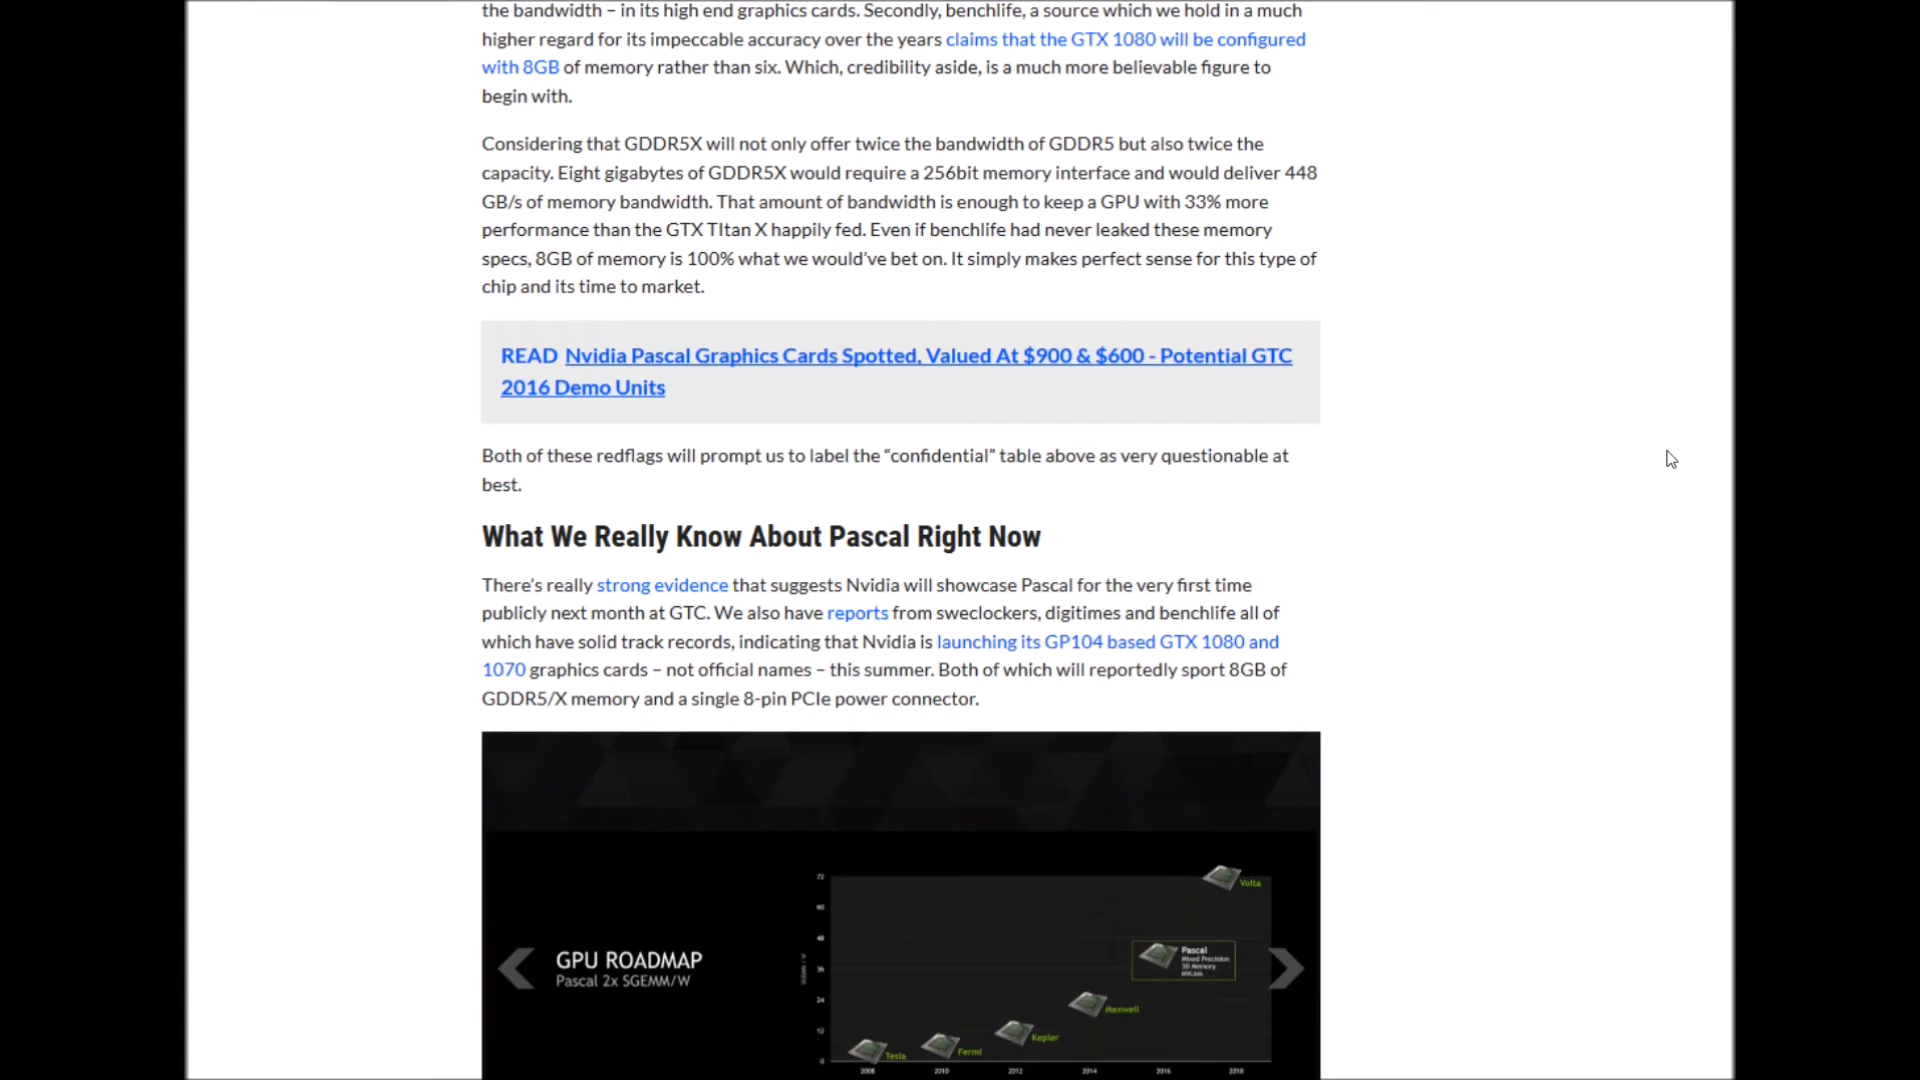 the bandwidth – in its high end graphics cards. Secondly, benchlife, a source which we hold in a much
higher regard for its impeccable accuracy over the years claims that the GTX 1080 will be configured
with 8GB of memory rather than six. Which, credibility aside, is a much more believable figure to
begin with.
Considering that GDDR5X will not only offer twice the bandwidth of GDDR5 but also twice the
capacity. Eight gigabytes of GDDR5X would require a 256bit memory interface and would deliver 448
GB/s of memory bandwidth. That amount of bandwidth is enough to keep a GPU with 33% more
performance than the GTX TItan X happily fed. Even if benchlife had never leaked these memory
specs, 8GB of memory is 100% what we would’ve bet on. It simply makes perfect sense for this type of
chip and its time to market.
READ Nvidia Pascal Graphics Cards Spotted, Valued At $900 & $600 - Potential GTC
2016 Demo Units
Both of these redflags will prompt us to label the “confidential” table above as very questionable at
best.
What We Really Know About Pascal Right Now
There’s really strong evidence that suggests Nvidia will showcase Pascal for the very first time
publicly next month at GTC. We also have reports from sweclockers, digitimes and benchlife all of
which have solid track records, indicating that Nvidia is launching its GP104 based GTX 1080 and
1070 graphics cards – not official names – this summer. Both of which will reportedly sport 8GB of
GDDR5/X memory and a single 8-pin PCIe power connector.
GPU ROADMAP
Pascal 2x SGEMM/W
72
60
48
36
24
12
0
Volta
Pascal
Mixed Precision
3D Memory
NVLink
Maxwell
Kepler
Fermi
Tesla
2008 2010 2012 2014 2016 2018